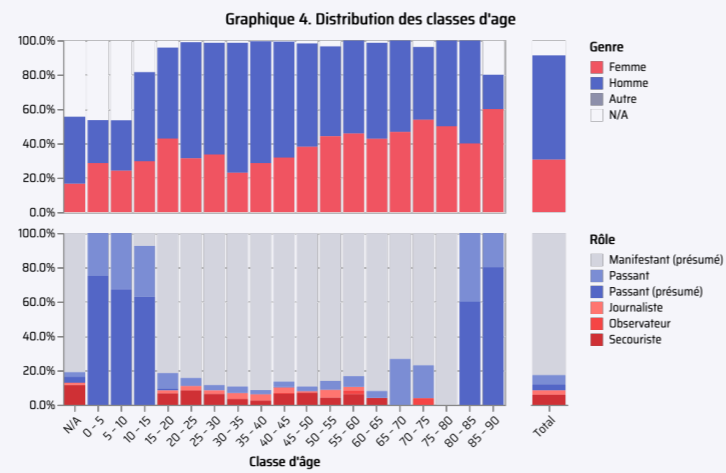 Graphique 4. Distribution des classes d'age
100.0%
80.0%
60.0%
40.0%
20.0%
0.0%
Genre
Femme
Homme
Autre
N/A
100.0%
80.0%
60.0%
40.0%
20.0%
0.0%
Rôle
Manifestant (présumé)
Passant
Passant (présumé)
Journaliste
Observateur
Secouriste
N/A
0 - 5
5 - 10
10 - 15
15 - 20
20 - 25
25 - 30
30 - 35
35 - 40
40 - 45
45 - 50
50 - 55
55 - 60
60 - 65
65 - 70
70 - 75
75 - 80
80 - 85
85 - 90
Total
Classe d'âge